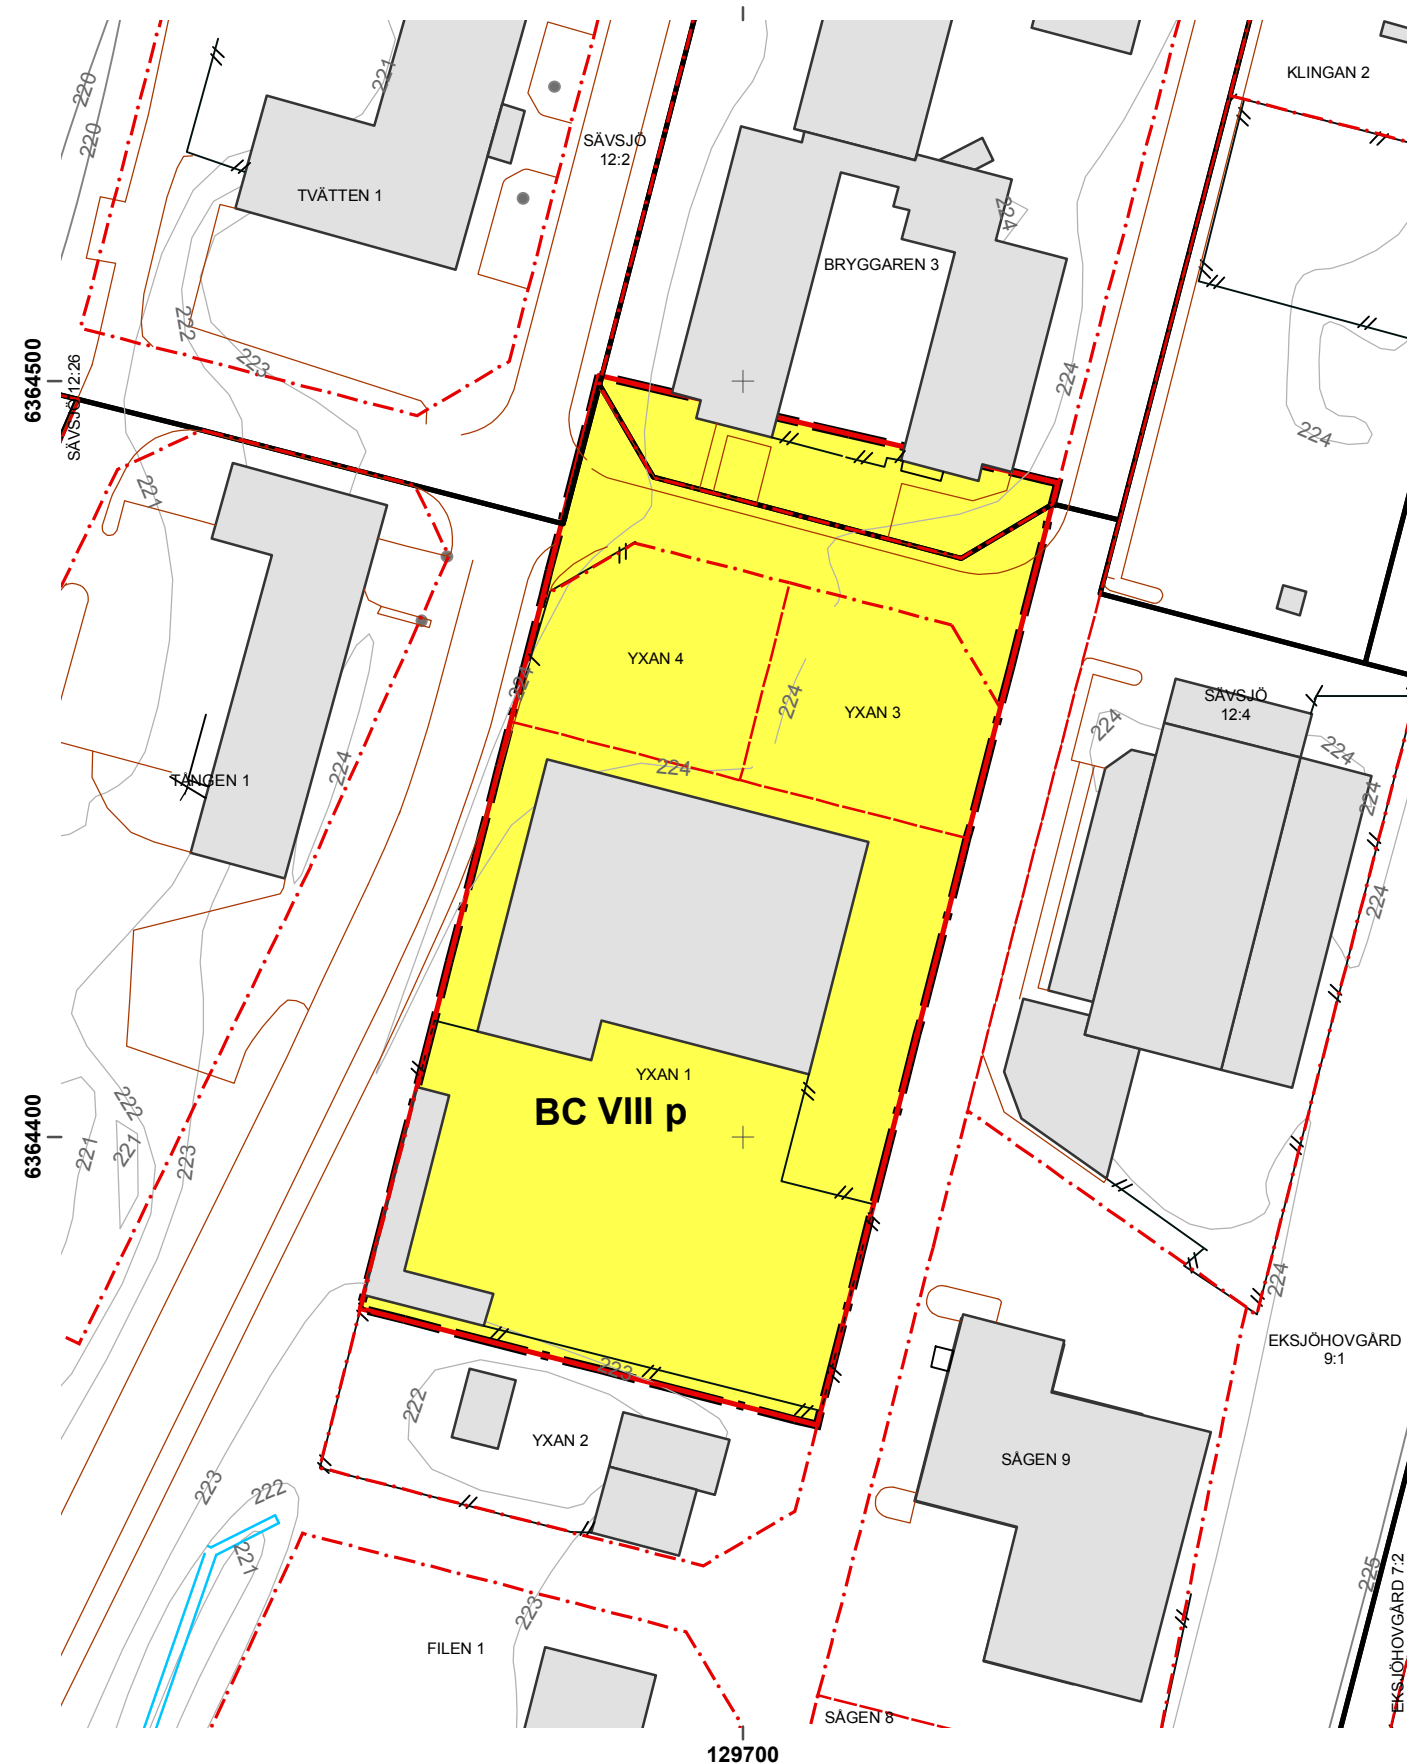 220
220
221
SÄVSJÖ
12:2
KLINGAN 2
TVÄTTEN 1
224
BRYGGAREN 3
222
223
6364500
SÄVSJÖ 12:26
224
224
221
YXAN 4
224
224
YXAN 3
SÄVSJÖ
12:4
224
224
TÅNGEN 1
224
224
224
224
YXAN 1
BC VIII p
6364400
222
221
221
223
224
EKSJÖHOVGÅRD
9:1
223
222
YXAN 2
SÅGEN 9
223
222
221
225
EKSJÖHOVGÅRD 7:2
223
FILEN 1
SÅGEN 8
129700